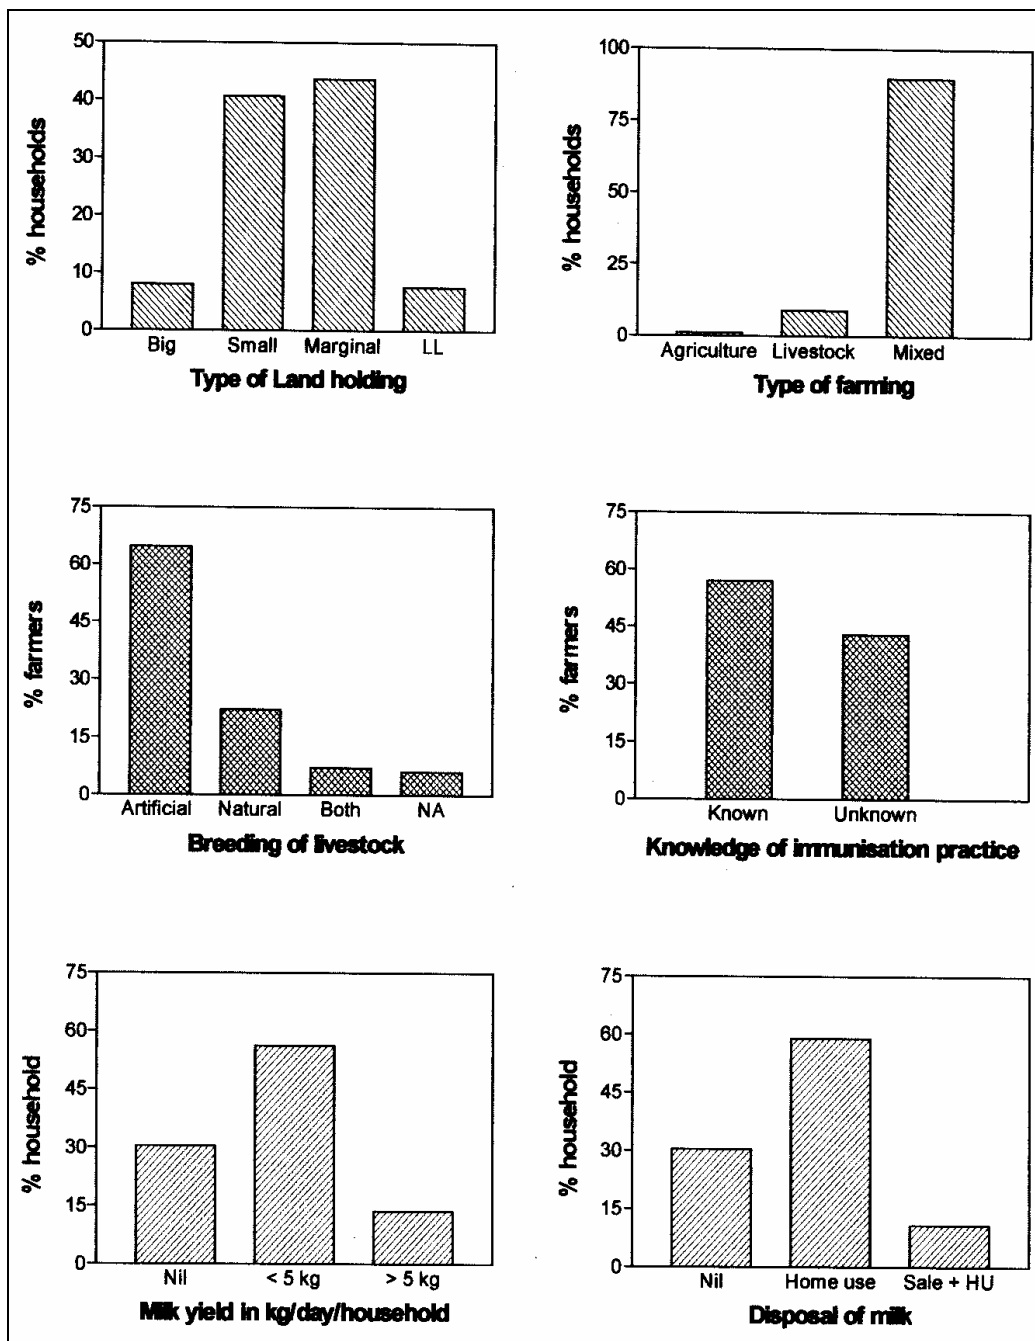 50
40
30
20
10
0
% households
Big Small Marginal LL
Type of Land holding
100
75
50
25
0
% households
Agriculture Livestock Mixed
Type of farming
75
60
45
30
15
0
% farmers
Artificial Natural Both NA
Breeding of livestock
75
60
45
30
15
0
% farmers
Known Unknown
Knowledge of immunisation practice
75
60
45
30
15
0
% household
Nil < 5 kg > 5 kg
Milk yield in kg/day/household
75
60
45
30
15
0
% household
Nil Home use Sale + HU
Disposal of milk